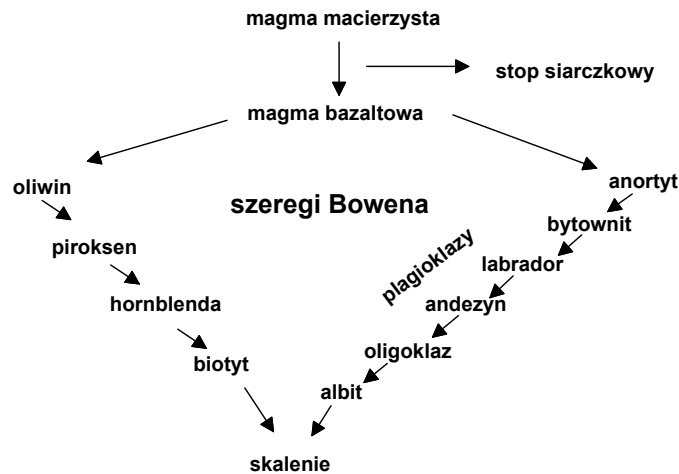 magma macierzysta
stop siarczkowy
magma bazaltowa
oliwin
anortyt
szeregi Bowena
bytownit
piroksen
plagioklazy
labrador
hornblenda
andezyn
oligoklaz
biotyt
albit
skalenie